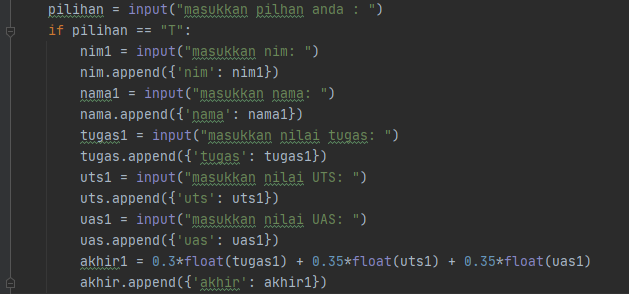 pilihan = input("masukkan pilhan anda : ")
if pilihan == "T":
nim1 = input("masukkan nim: ")
nim.append({'nim': nim1})
nama1 = input("masukkan nama: ")
nama.append({'nama': nama1})
tugas1 = input("masukkan nilai tugas: ")
tugas.append({'tugas': tugas1})
uts1 = input("masukkan nilai UTS: ")
uts.append({'uts': uts1})
uas1 = input("masukkan nilai UAS: ")
uas.append({'uas': uas1})
akhir1 = 0.3*float(tugas1) + 0.35*float(uts1) + 0.35*float(uas1)
akhir.append({'akhir': akhir1})